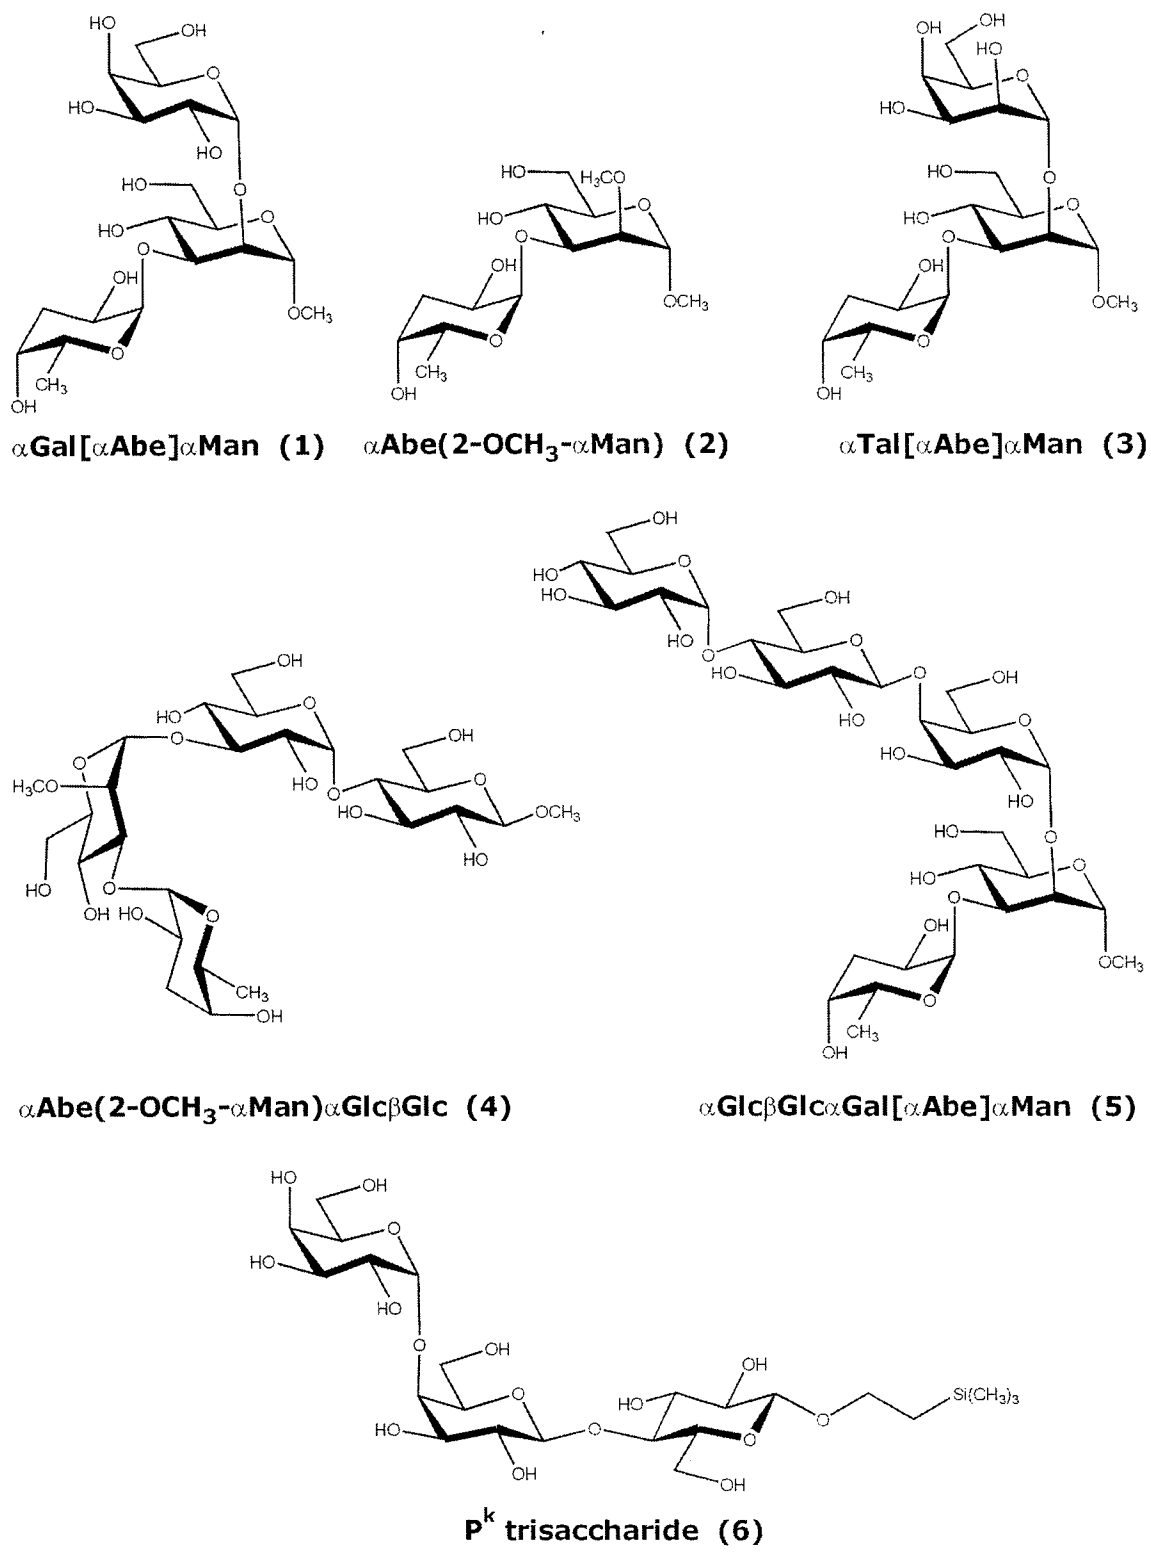 HO
OH
O
HO
HO
O
HO
O
HO
O
OH
OCH₃
O
CH₃
OH
αGal[αAbe]αMan (1)
HO
H₃CO
O
HO
O
OH
OCH₃
O
CH₃
OH
αAbe(2-OCH₃-αMan) (2)
OH
OH
HO
O
HO
O
HO
O
HO
O
OH
OCH₃
O
CH₃
OH
αTal[αAbe]αMan (3)
OH
O
HO
OH
O
O
O
HO
H₃CO
O
HO
OCH₃
HO
HO
O
OH
HO
O
CH₃
OH
αAbe(2-OCH₃-αMan)αGlcβGlc (4)
OH
O
HO
HO
OH
HO
O
O
HO
O
OH
HO
O
HO
HO
HO
O
O
HO
O
OH
OCH₃
O
CH₃
OH
αGlcβGlcαGal[αAbe]αMan (5)
HO
OH
O
HO
HO
O
OH
OH
O
HO
Si(CH₃)₃
HO
O
O
O
OH
OH
Pᵏ trisaccharide (6)